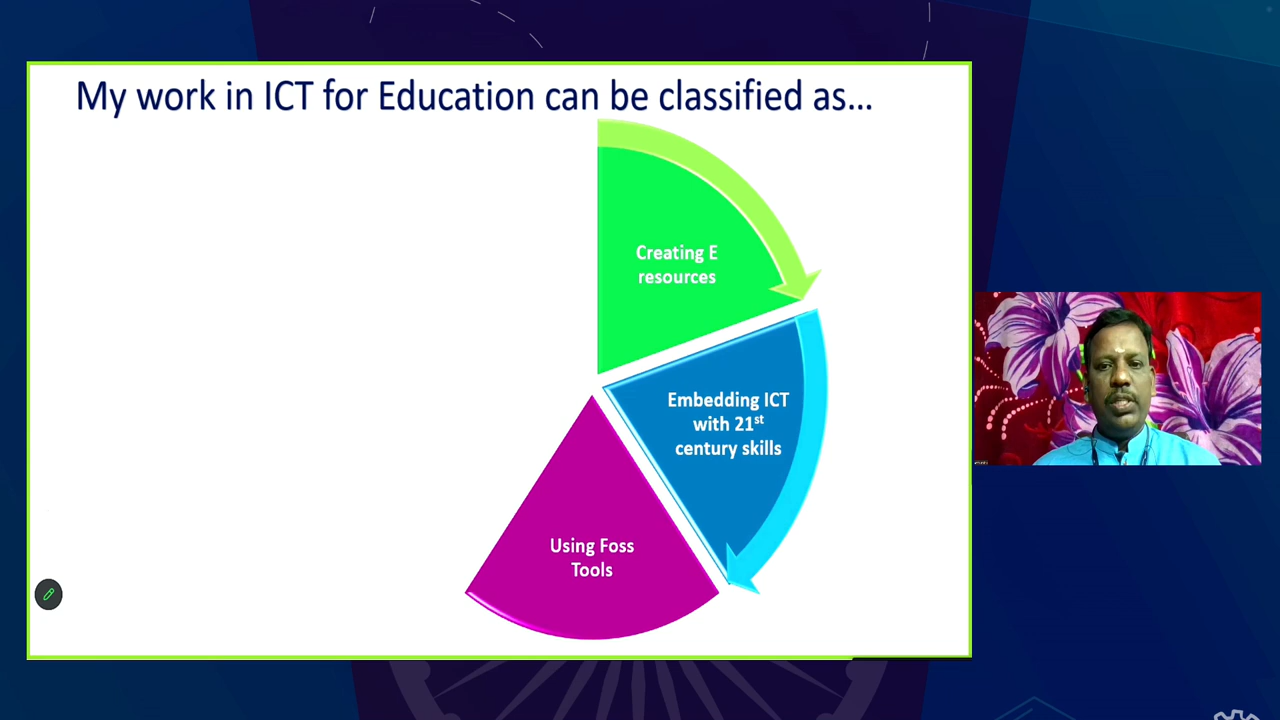 My work in ICT for Education can be classified as...
Creating E
resources
Embedding ICT
with 21st
century skills
Using Foss
Tools